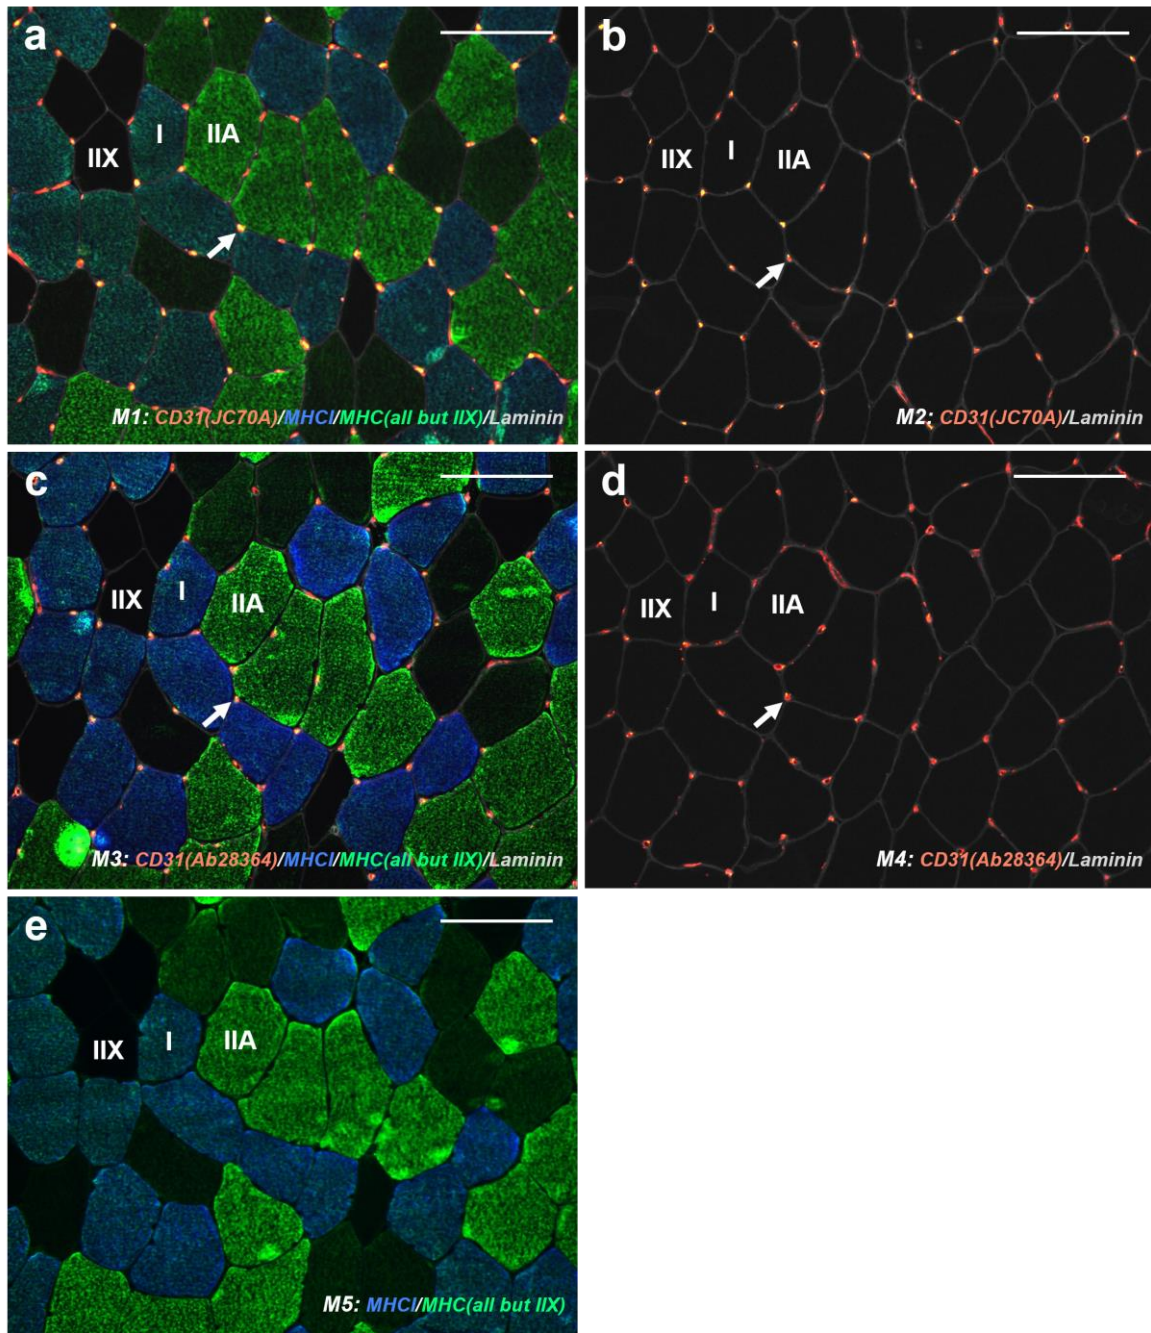 a
IIX I IIA
M1: CD31(JC70A)/MHCI/MHC(all but IIX)/Laminin
b
IIX I IIA
M2: CD31(JC70A)/Laminin
c
IIX I IIA
M3: CD31(Ab28364)/MHCI/MHC(all but IIX)/Laminin
d
IIX I IIA
M4: CD31(Ab28364)/Laminin
e
IIX I IIA
M5: MHCI/MHC(all but IIX)